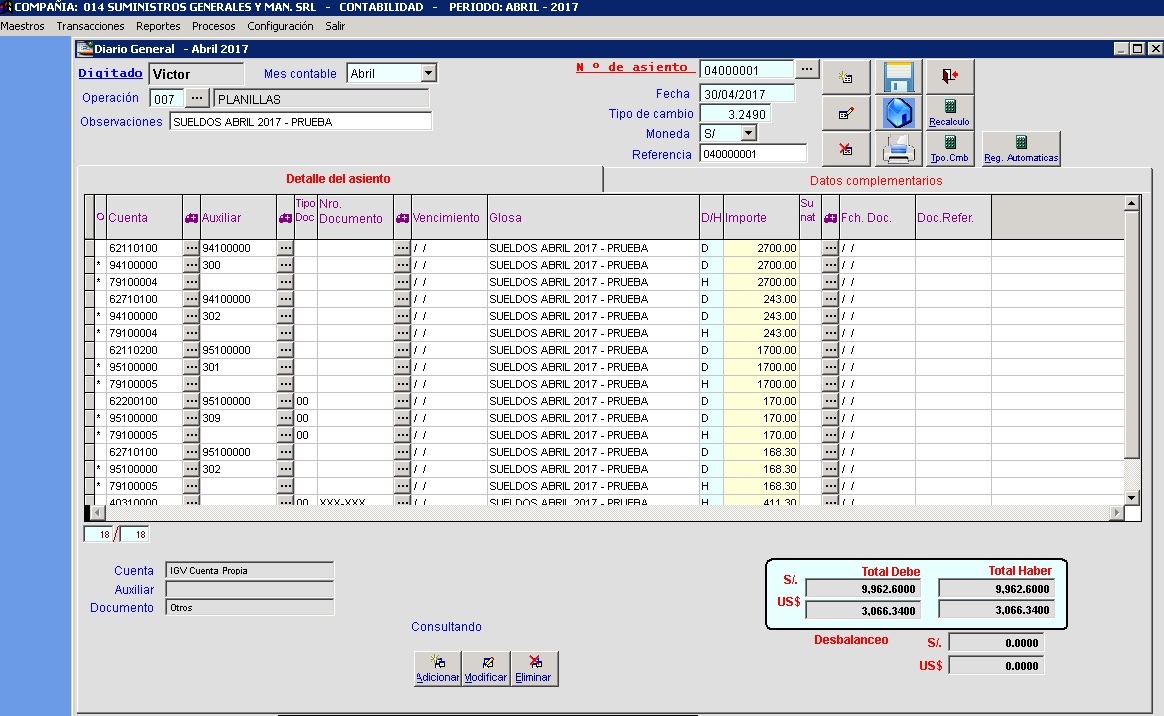 COMPAÑIA: 014 SUMINISTROS GENERALES Y MAN. SRL - CONTABILIDAD - PERIODO: ABRIL - 2017
Maestros Transacciones Reportes Procesos Configuración Salir
Diario General - Abril 2017
Digitado Victor Mes contable Abril N º de asiento 04000001 ...
Fecha 30/04/2017
Operación 007 ... PLANILLAS
Tipo de cambio 3.2490
Observaciones SUELDOS ABRIL 2017 - PRUEBA
Moneda S/
Referencia 040000001
Recalculo
Tpo.Cmb Reg. Automaticas
Detalle del asiento Datos complementarios
O Cuenta Auxiliar Tipo Doc Nro. Documento Vencimiento Glosa D/H Importe Su nat Fch. Doc. Doc.Refer.
62110100 ... 94100000 ... ... / / SUELDOS ABRIL 2017 - PRUEBA D 2700.00 ... / /
* 94100000 ... 300 ... ... / / SUELDOS ABRIL 2017 - PRUEBA D 2700.00 ... / /
* 79100004 ... ... ... / / SUELDOS ABRIL 2017 - PRUEBA H 2700.00 ... / /
62710100 ... 94100000 ... ... / / SUELDOS ABRIL 2017 - PRUEBA D 243.00 ... / /
* 94100000 ... 302 ... ... / / SUELDOS ABRIL 2017 - PRUEBA D 243.00 ... / /
* 79100004 ... ... ... / / SUELDOS ABRIL 2017 - PRUEBA H 243.00 ... / /
62110200 ... 95100000 ... ... / / SUELDOS ABRIL 2017 - PRUEBA D 1700.00 ... / /
* 95100000 ... 301 ... ... / / SUELDOS ABRIL 2017 - PRUEBA D 1700.00 ... / /
* 79100005 ... ... ... / / SUELDOS ABRIL 2017 - PRUEBA H 1700.00 ... / /
62200100 ... 95100000 ... 00 ... / / SUELDOS ABRIL 2017 - PRUEBA D 170.00 ... / /
* 95100000 ... 309 ... 00 ... / / SUELDOS ABRIL 2017 - PRUEBA D 170.00 ... / /
* 79100005 ... ... 00 ... / / SUELDOS ABRIL 2017 - PRUEBA H 170.00 ... / /
62710100 ... 95100000 ... ... / / SUELDOS ABRIL 2017 - PRUEBA D 168.30 ... / /
* 95100000 ... 302 ... ... / / SUELDOS ABRIL 2017 - PRUEBA D 168.30 ... / /
* 79100005 ... ... ... / / SUELDOS ABRIL 2017 - PRUEBA H 168.30 ... / /
40310000 ... ... 00 XXX-XXX ... / / SUELDOS ABRIL 2017 - PRUEBA H 411.30 ... / /
18 / 18
Cuenta IGV Cuenta Propia
Auxiliar
Documento Otros
Total Debe Total Haber
S/. 9,962.6000 9,962.6000
US$ 3,066.3400 3,066.3400
Consultando
Desbalanceo S/. 0.0000
US$ 0.0000
Adicionar Modificar Eliminar